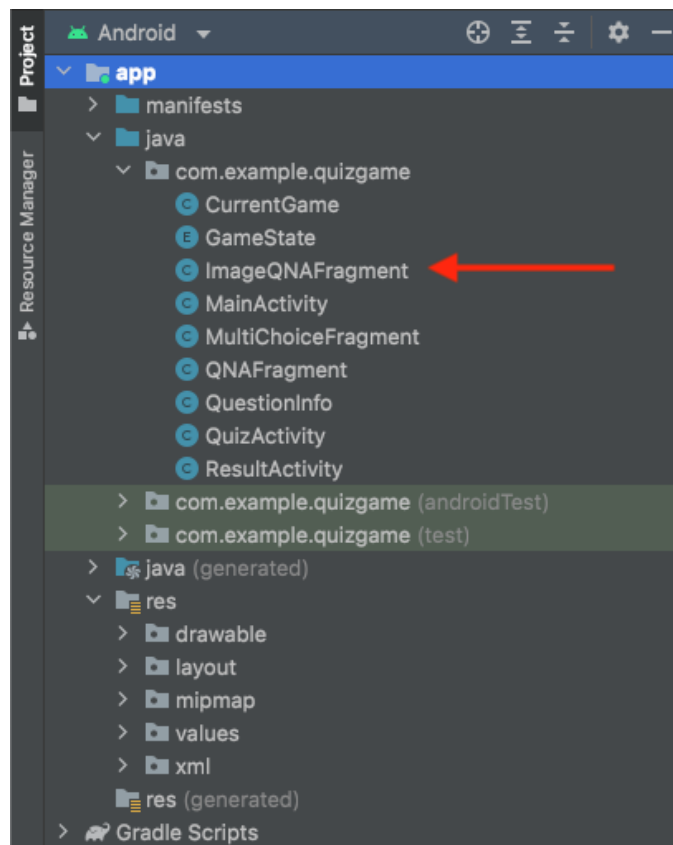 Project
Resource Manager
Android
app
manifests
java
com.example.quizgame
C CurrentGame
E GameState
C ImageQNAFragment
C MainActivity
C MultiChoiceFragment
C QNAFragment
C QuestionInfo
C QuizActivity
C ResultActivity
com.example.quizgame (androidTest)
com.example.quizgame (test)
java (generated)
res
drawable
layout
mipmap
values
xml
res (generated)
Gradle Scripts